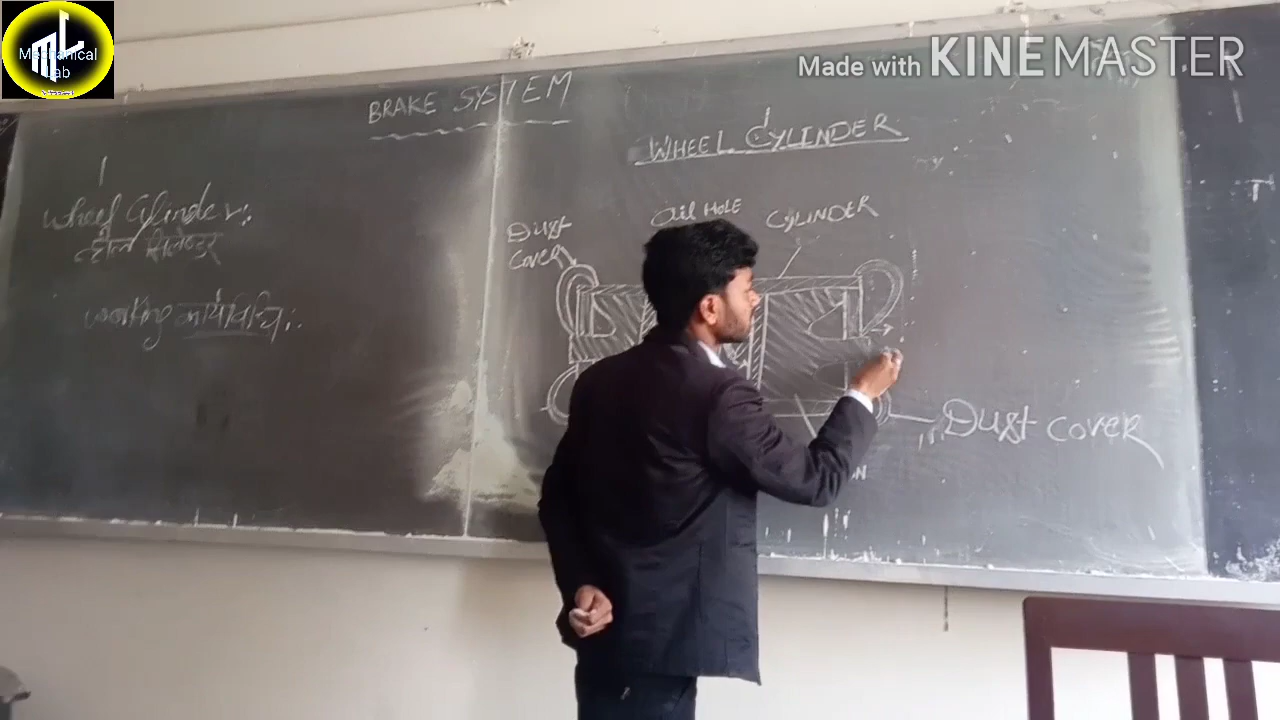 Mechanical
Lab
Made with KINEMASTER
BRAKE SYSTEM
WHEEL CYLINDER
Wheel Cylinder:
व्हील सिलेण्डर
working कार्यविधि:
Dust
Cover
Oil HOLE
CYLINDER
Dust cover